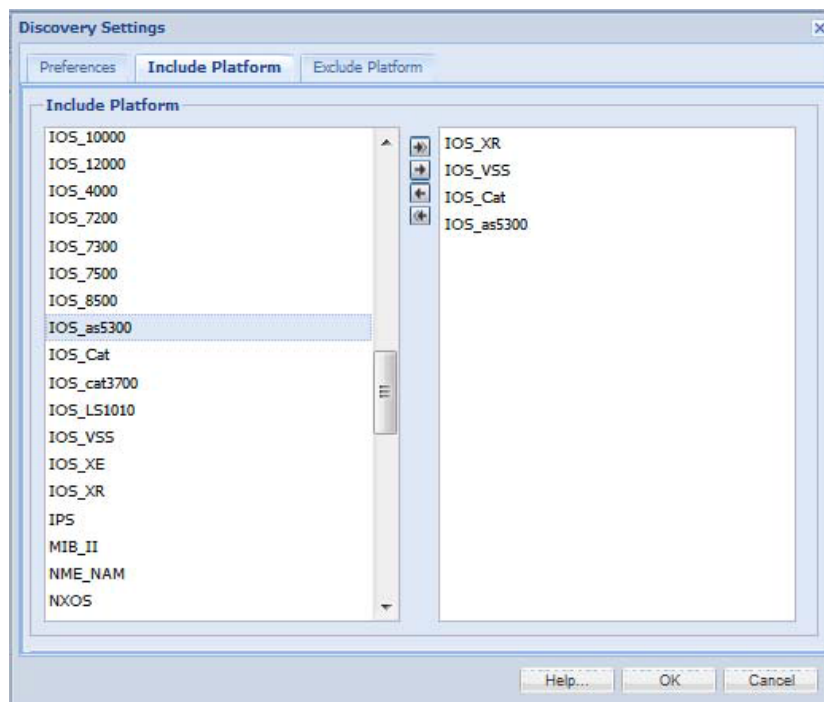 Discovery Settings
Preferences
Include Platform
Exclude Platform
Include Platform
IOS_10000
IOS_12000
IOS_4000
IOS_7200
IOS_7300
IOS_7500
IOS_8500
IOS_as5300
IOS_Cat
IOS_cat3700
IOS_LS1010
IOS_VSS
IOS_XE
IOS_XR
IPS
MIB_II
NME_NAM
NXOS
IOS_XR
IOS_VSS
IOS_Cat
IOS_as5300
Help...
OK
Cancel